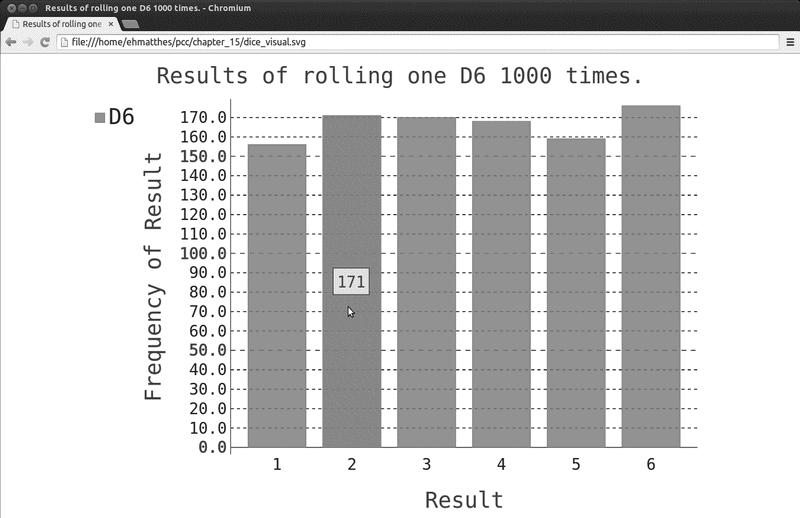 Results of rolling one D6 1000 times. - Chromium
Results of rolling one
file:///home/ehmatthes/pcc/chapter_15/dice_visual.svg
Results of rolling one D6 1000 times.
D6
Frequency of Result
170.0
160.0
150.0
140.0
130.0
120.0
110.0
100.0
90.0
80.0
70.0
60.0
50.0
40.0
30.0
20.0
10.0
0.0
171
1 2 3 4 5 6
Result